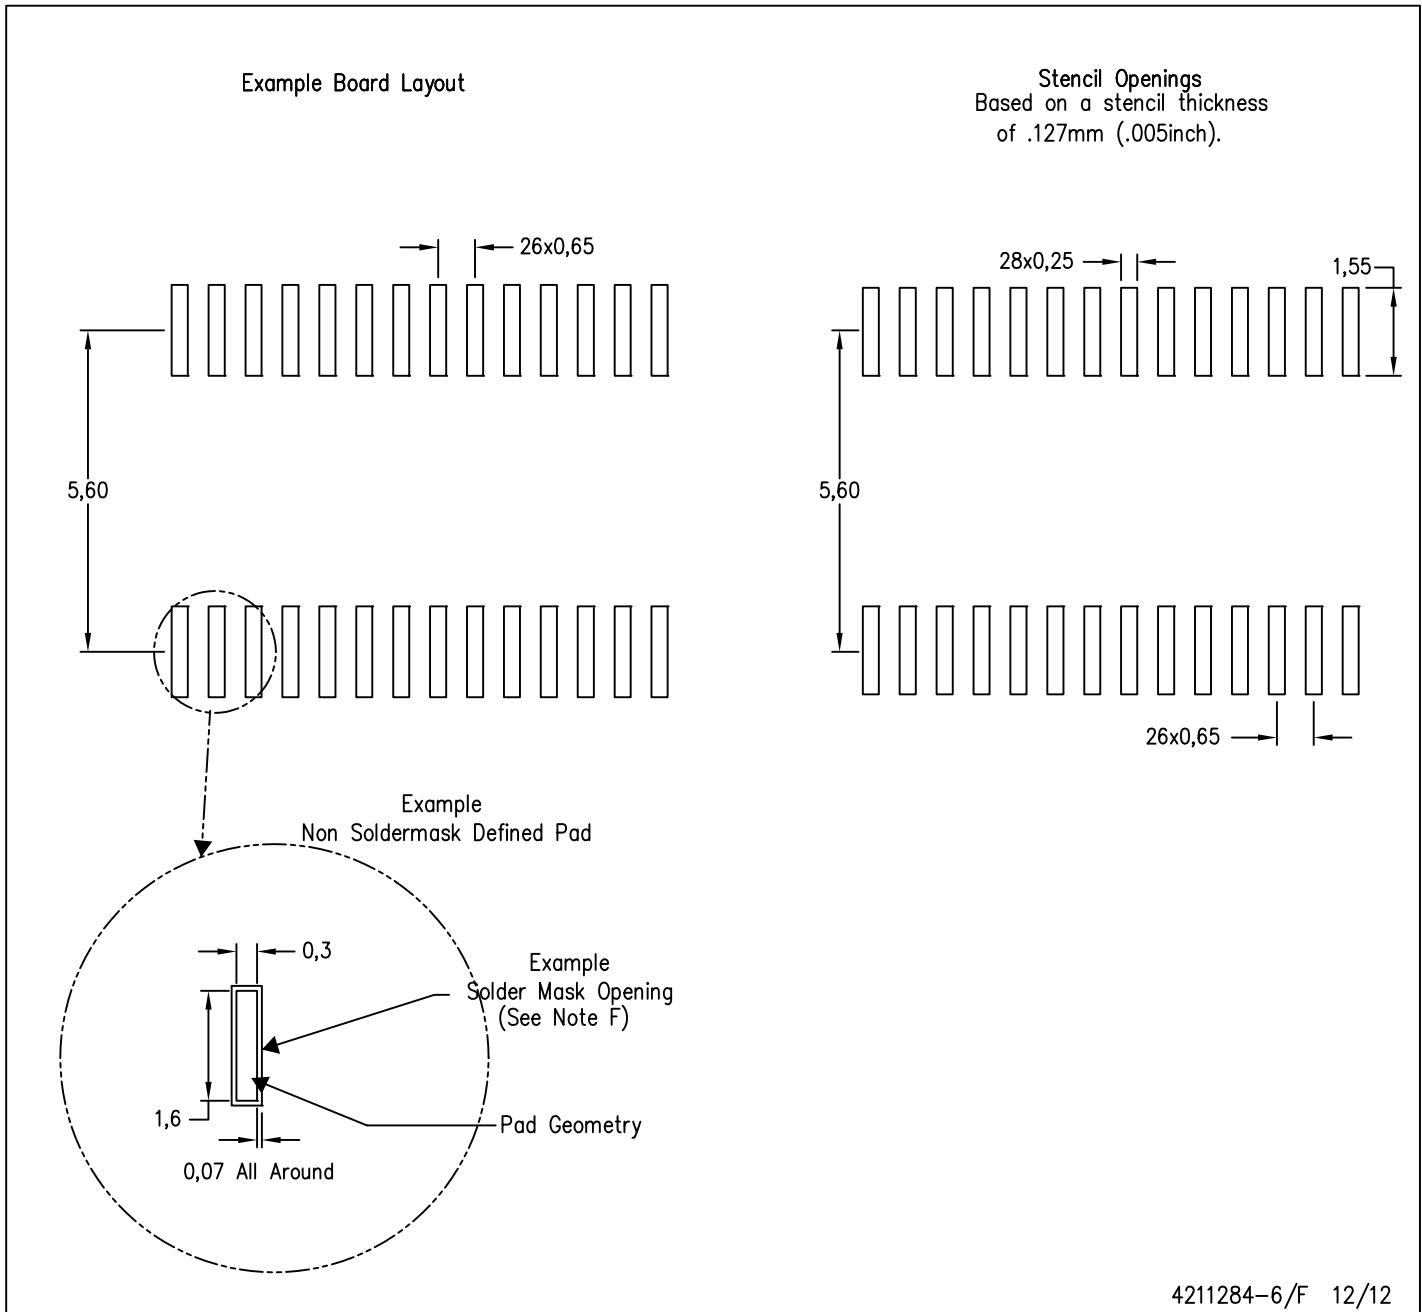 Example Board Layout
Stencil Openings
Based on a stencil thickness
of .127mm (.005inch).
26x0,65
28x0,25
1,55
5,60
5,60
26x0,65
Example
Non Soldermask Defined Pad
0,3
Example
Solder Mask Opening
(See Note F)
1,6
Pad Geometry
0,07 All Around
4211284-6/F 12/12